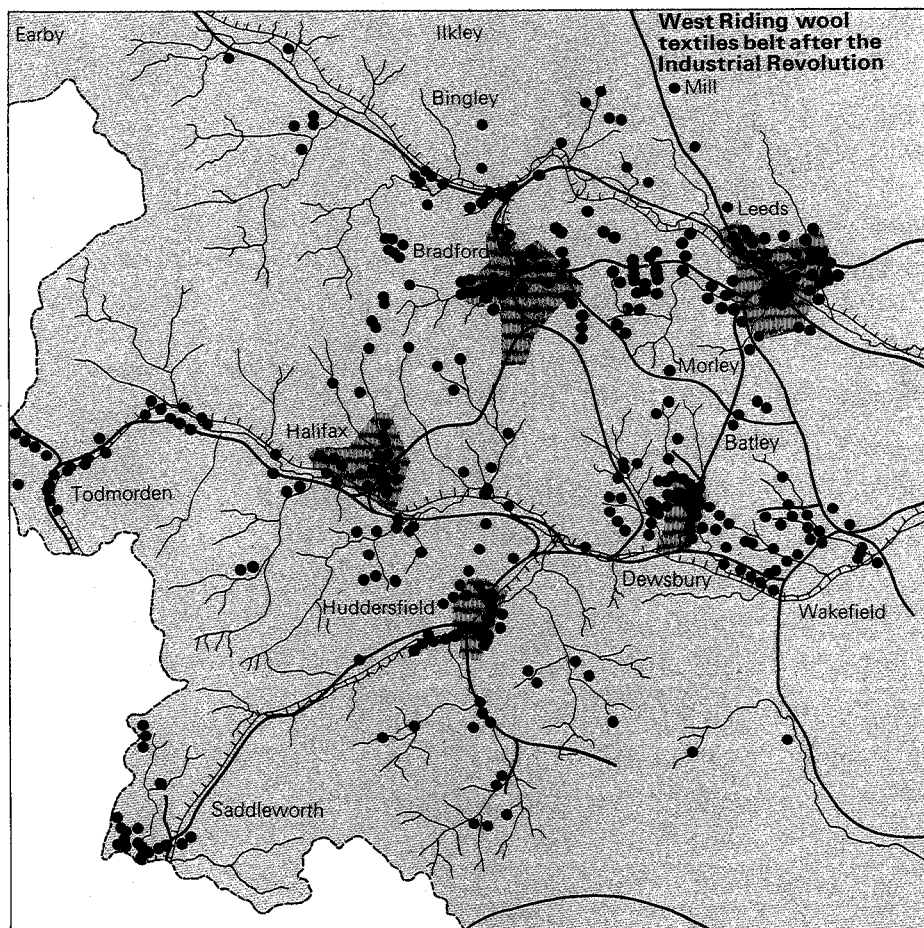 Earby
Ilkley
West Riding wool
textiles belt after the
Industrial Revolution
Mill
Bingley
Leeds
Bradford
Morley
Halifax
Batley
Todmorden
Dewsbury
Huddersfield
Wakefield
Saddleworth